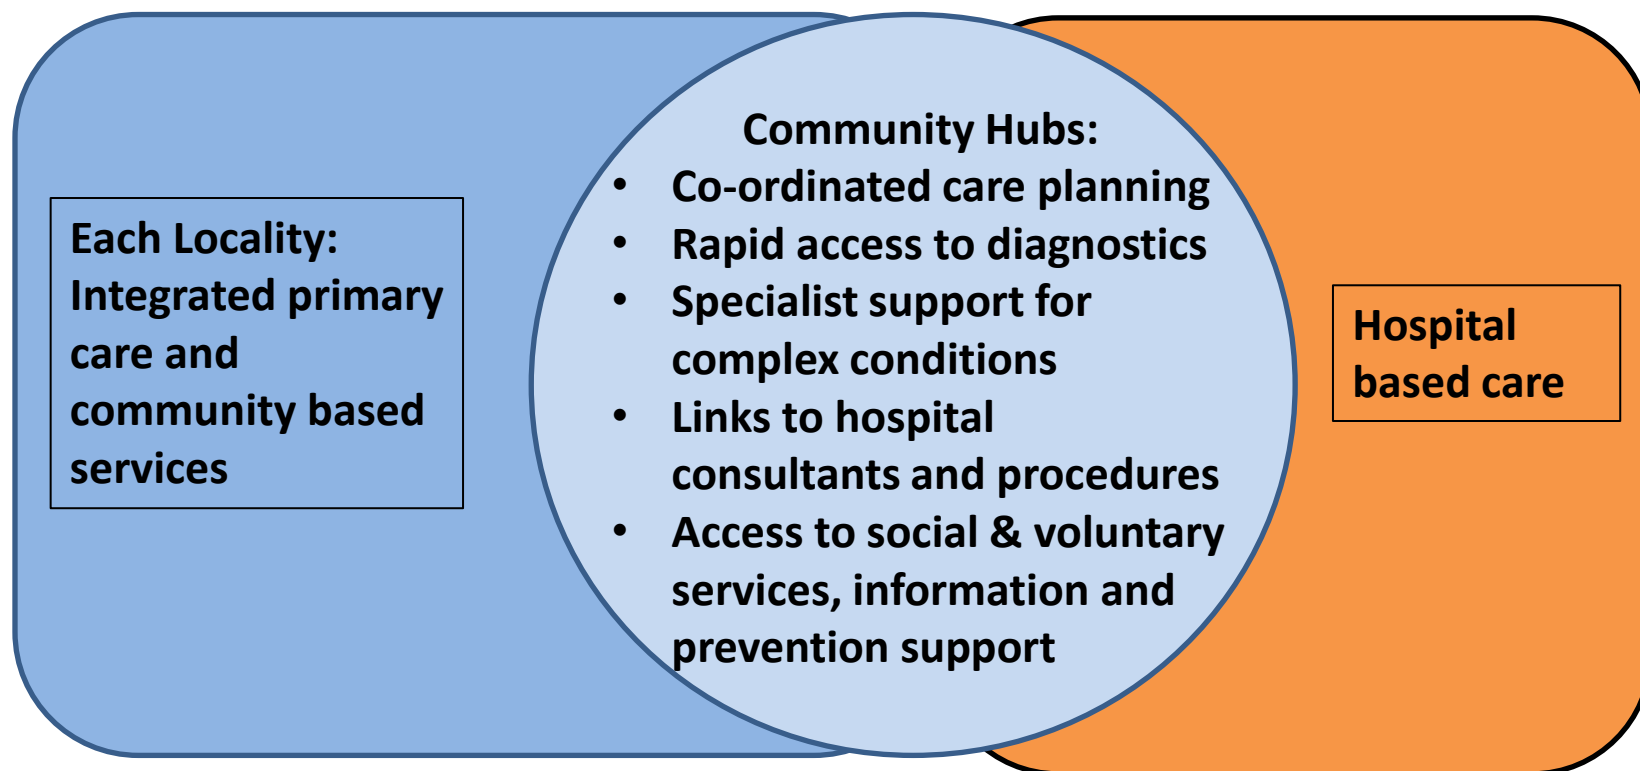 Each Locality:
Integrated primary
care and
community based
services
Community Hubs:
• Co-ordinated care planning
• Rapid access to diagnostics
• Specialist support for
complex conditions
• Links to hospital
consultants and procedures
• Access to social & voluntary
services, information and
prevention support
Hospital
based care